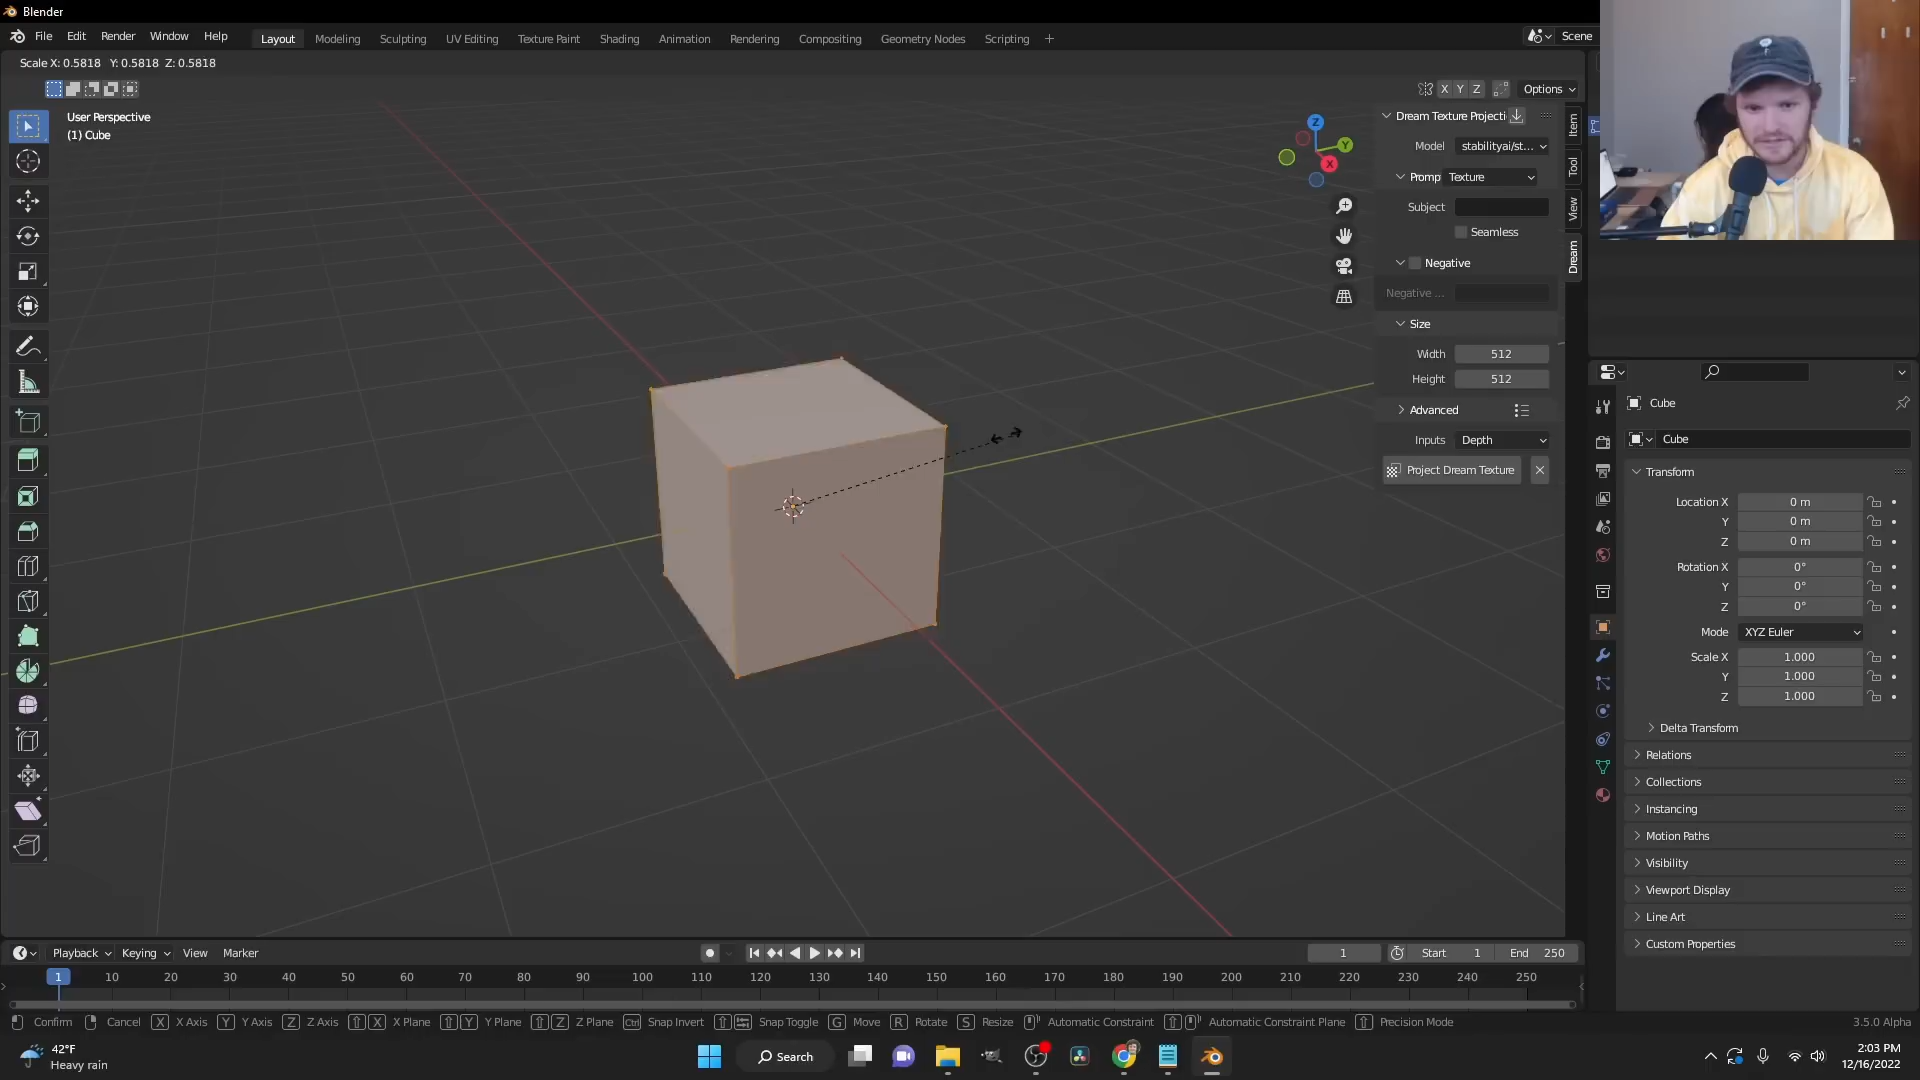 Blender
File Edit Render Window Help Layout Modeling Sculpting UV Editing Texture Paint Shading Animation Rendering Compositing Geometry Nodes Scripting Scene
Scale X: 0.5818 Y: 0.5818 Z: 0.5818
X Y Z Options
User Perspective
(1) Cube
Z
Y
X
Dream Texture Projecti
Model stabilityai/st...
Promp Texture
Subject
Seamless
Negative
Negative ...
Size
Width 512
Height 512
Advanced
Inputs Depth
Project Dream Texture
Item
Tool
View
Dream
Cube
Cube
Transform
Location X 0 m
Y 0 m
Z 0 m
Rotation X 0°
Y 0°
Z 0°
Mode XYZ Euler
Scale X 1.000
Y 1.000
Z 1.000
Delta Transform
Relations
Collections
Instancing
Motion Paths
Visibility
Viewport Display
Line Art
Custom Properties
Playback Keying View Marker 1 Start 1 End 250
1 10 20 30 40 50 60 70 80 90 100 110 120 130 140 150 160 170 180 190 200 210 220 230 240 250
Confirm Cancel X X Axis Y Y Axis Z Z Axis X X Plane Y Y Plane Z Z Plane Ctrl Snap Invert Snap Toggle G Move R Rotate S Resize Automatic Constraint Automatic Constraint Plane Precision Mode 3.5.0 Alpha
42°F
Heavy rain
Search
2:03 PM
12/16/2022